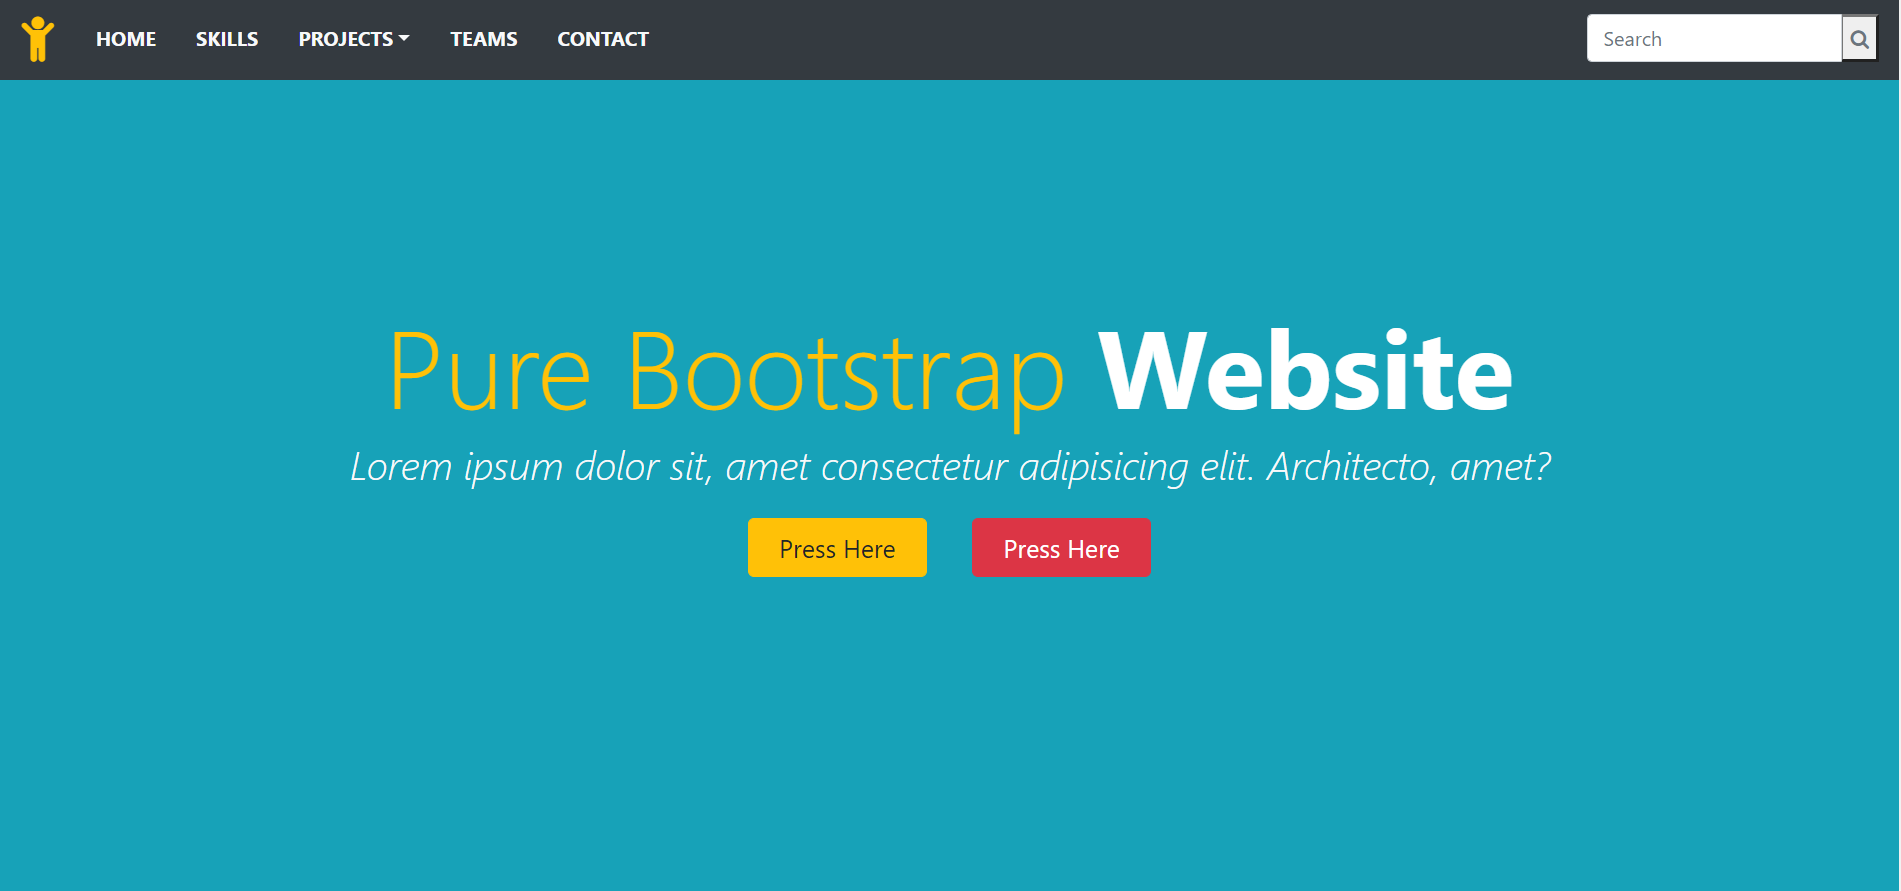 HOME SKILLS PROJECTS TEAMS CONTACT Search
Pure Bootstrap Website
Lorem ipsum dolor sit, amet consectetur adipisicing elit. Architecto, amet?
Press Here Press Here